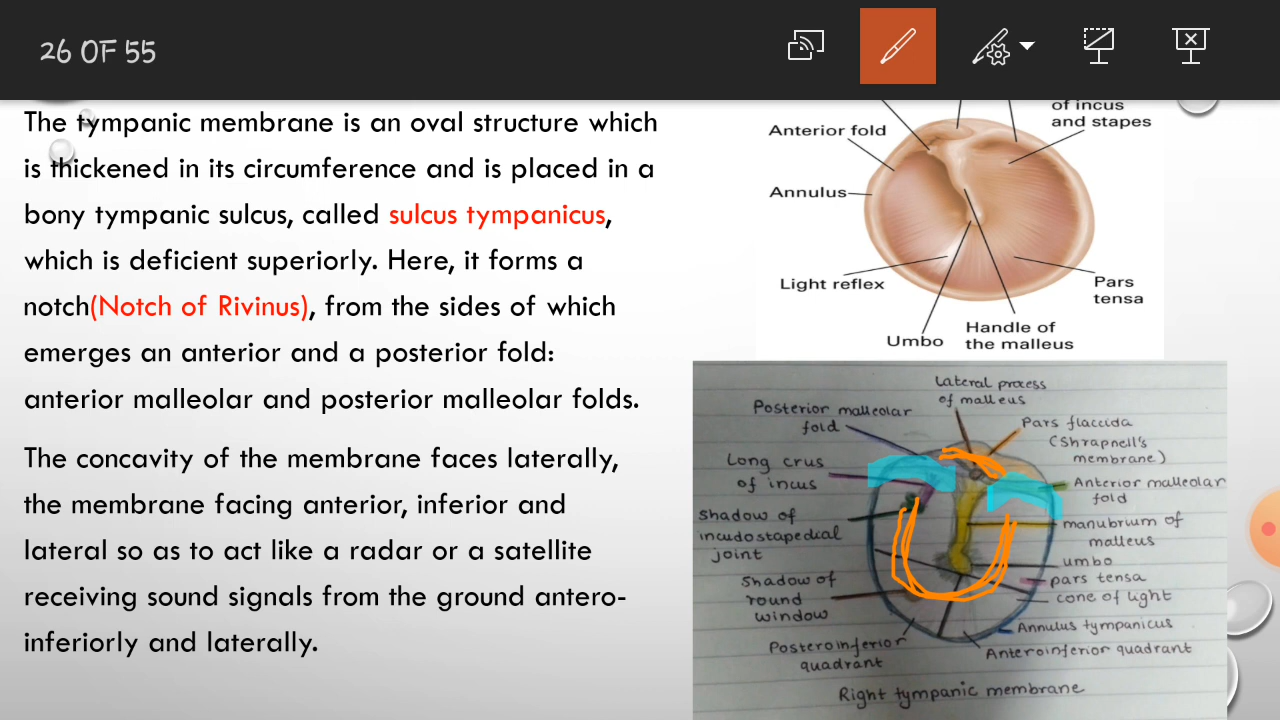 26 OF 55
The tympanic membrane is an oval structure which
is thickened in its circumference and is placed in a
bony tympanic sulcus, called sulcus tympanicus,
which is deficient superiorly. Here, it forms a
notch(Notch of Rivinus), from the sides of which
emerges an anterior and a posterior fold:
anterior malleolar and posterior malleolar folds.
The concavity of the membrane faces laterally,
the membrane facing anterior, inferior and
lateral so as to act like a radar or a satellite
receiving sound signals from the ground antero-
inferiorly and laterally.
of incus
and stapes
Anterior fold
Annulus
Light reflex
Pars
tensa
Umbo
Handle of
the malleus
Lateral process
of malleus
Posterior malleolar
fold
Pars flaccida
(Shrapnell's
membrane)
Long crus
of incus
Anterior malleolar
fold
Shadow of
incudostapedial
joint
manubrium of
malleus
umbo
pars tensa
cone of light
Shadow of
round
window
Annulus tympanicus
Posteroinferior
quadrant
Anteroinferior quadrant
Right tympanic membrane